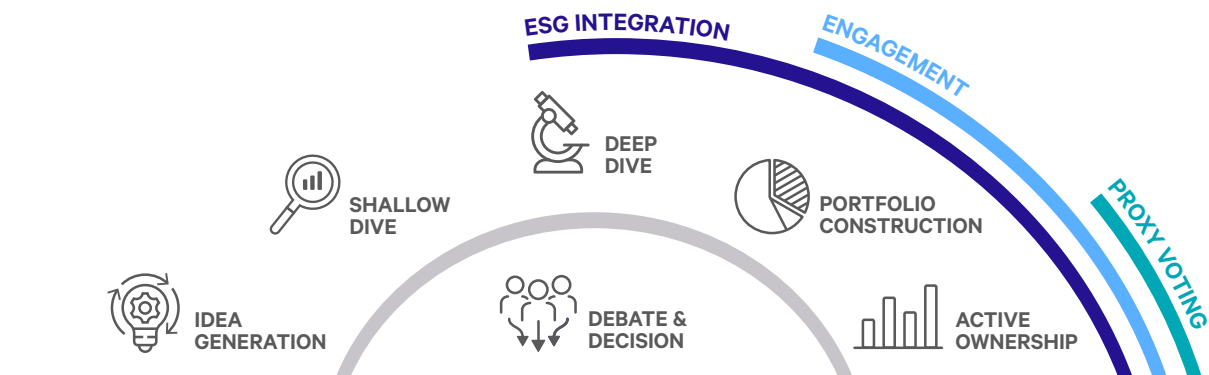 ESG INTEGRATION
ENGAGEMENT
PROXY VOTING
DEEP
DIVE
SHALLOW
DIVE
PORTFOLIO
CONSTRUCTION
IDEA
GENERATION
DEBATE &
DECISION
ACTIVE
OWNERSHIP